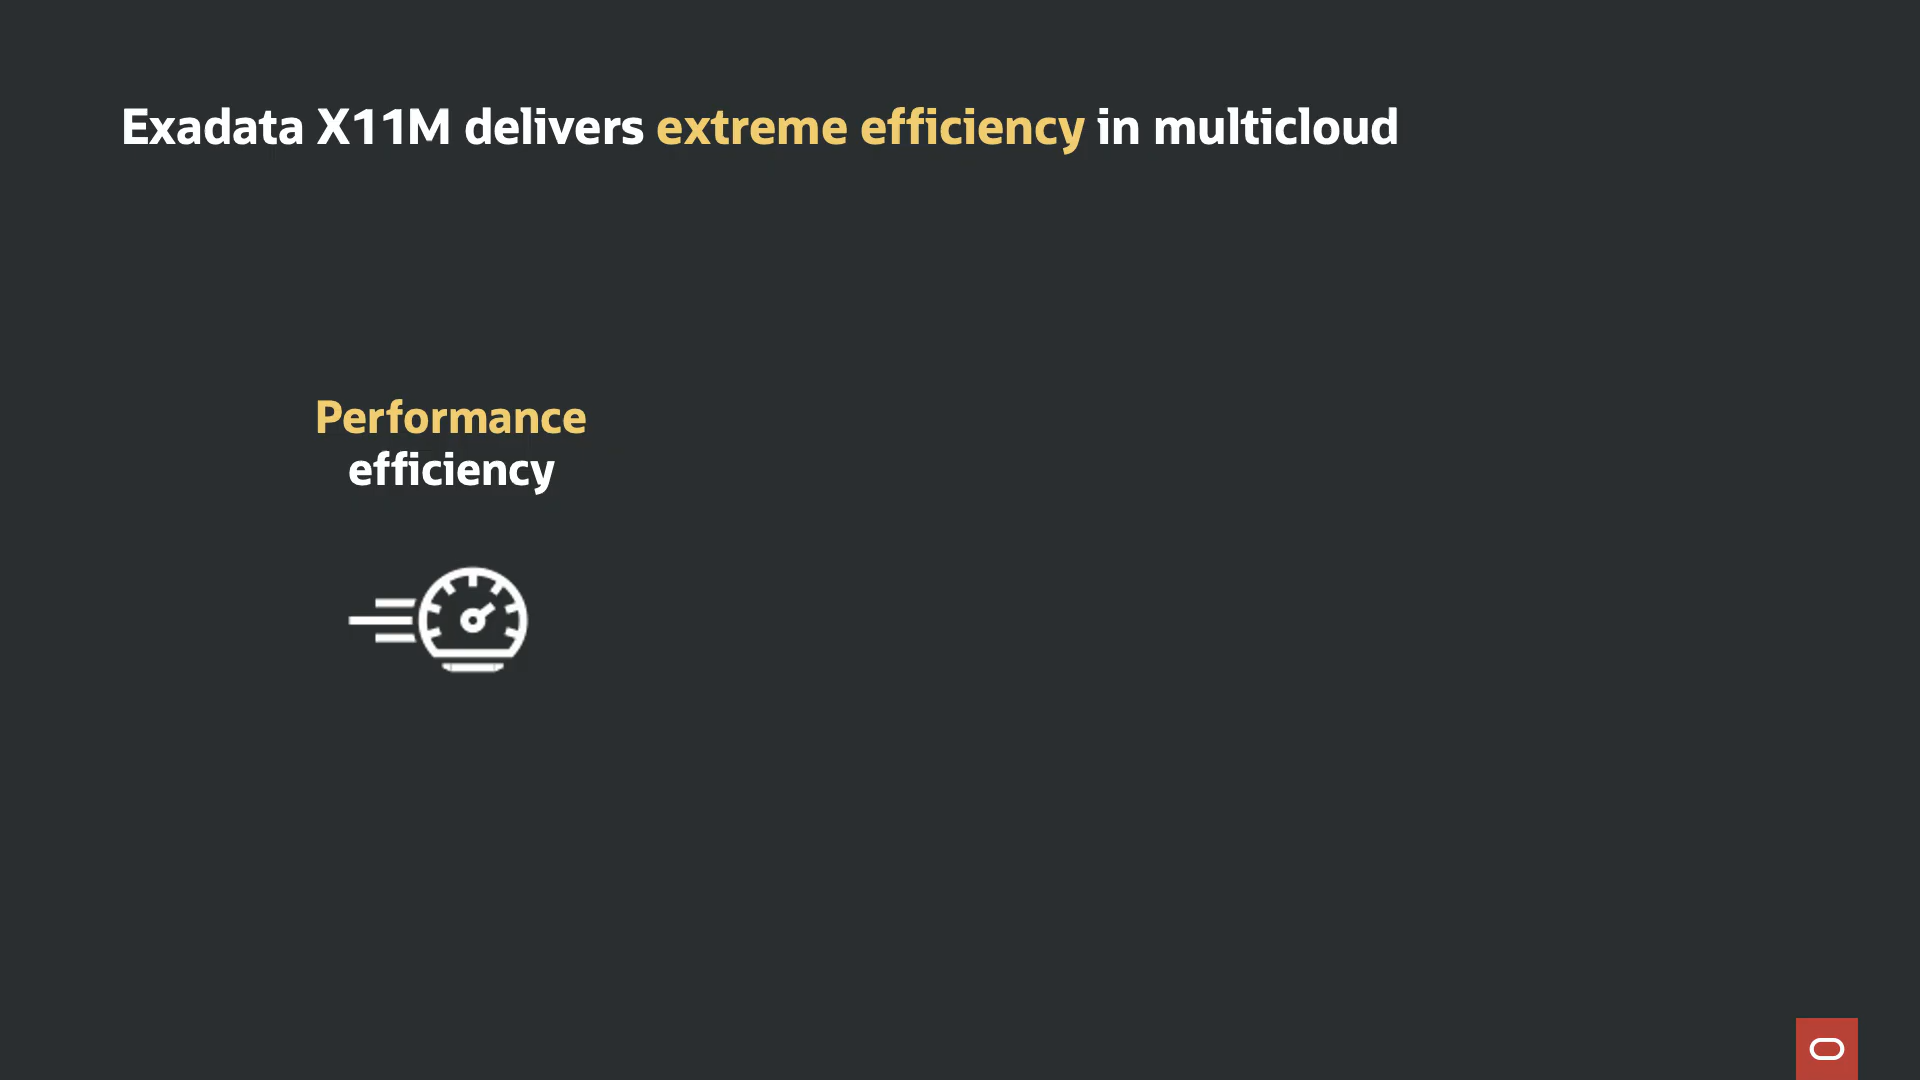 Exadata X11M delivers extreme efficiency in multicloud
Performance
efficiency